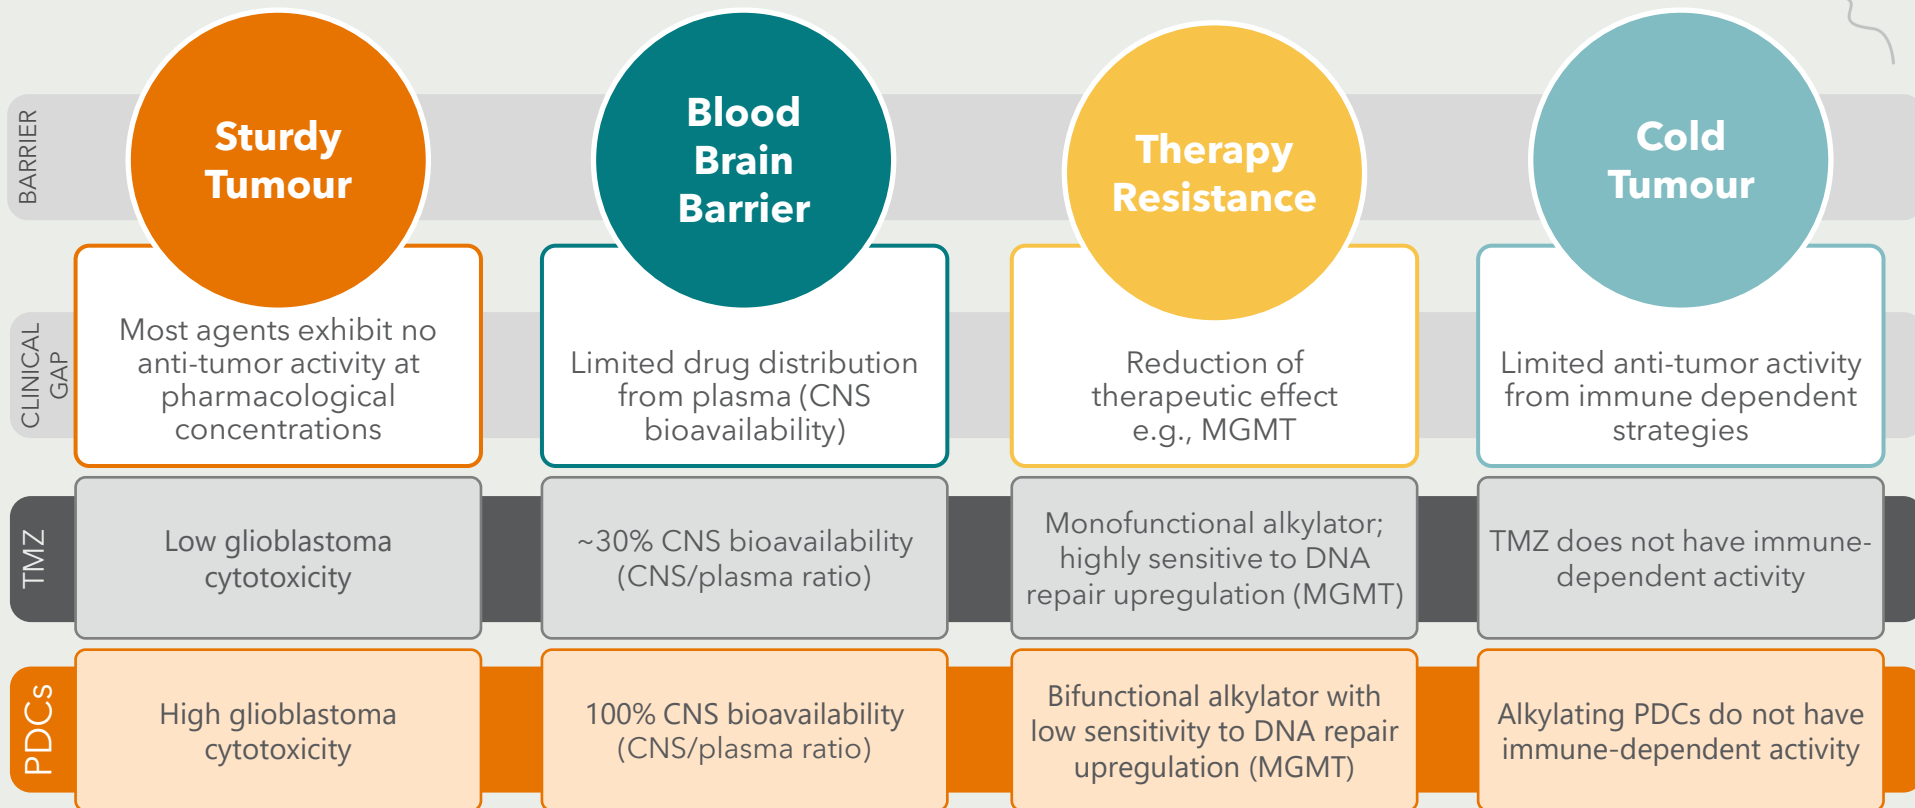 BARRIER
Sturdy
Tumour
Blood
Brain
Barrier
Therapy
Resistance
Cold
Tumour
CLINICAL
GAP
Most agents exhibit no
anti-tumor activity at
pharmacological
concentrations
Limited drug distribution
from plasma (CNS
bioavailability)
Reduction of
therapeutic effect
e.g., MGMT
Limited anti-tumor activity
from immune dependent
strategies
TMZ
Low glioblastoma
cytotoxicity
~30% CNS bioavailability
(CNS/plasma ratio)
Monofunctional alkylator;
highly sensitive to DNA
repair upregulation (MGMT)
TMZ does not have immune-
dependent activity
PDCs
High glioblastoma
cytotoxicity
100% CNS bioavailability
(CNS/plasma ratio)
Bifunctional alkylator with
low sensitivity to DNA repair
upregulation (MGMT)
Alkylating PDCs do not have
immune-dependent activity